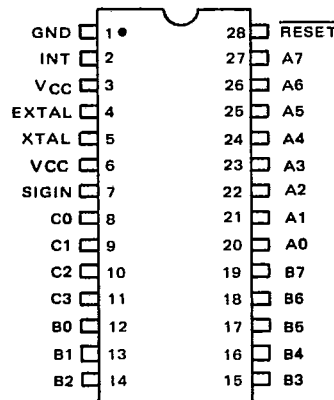 GND 1 28 RESET
INT 2 27 A7
VCC 3 26 A6
EXTAL 4 25 A5
XTAL 5 24 A4
VCC 6 23 A3
SIGIN 7 22 A2
C0 8 21 A1
C1 9 20 A0
C2 10 19 B7
C3 11 18 B6
B0 12 17 B5
B1 13 16 B4
B2 14 15 B3